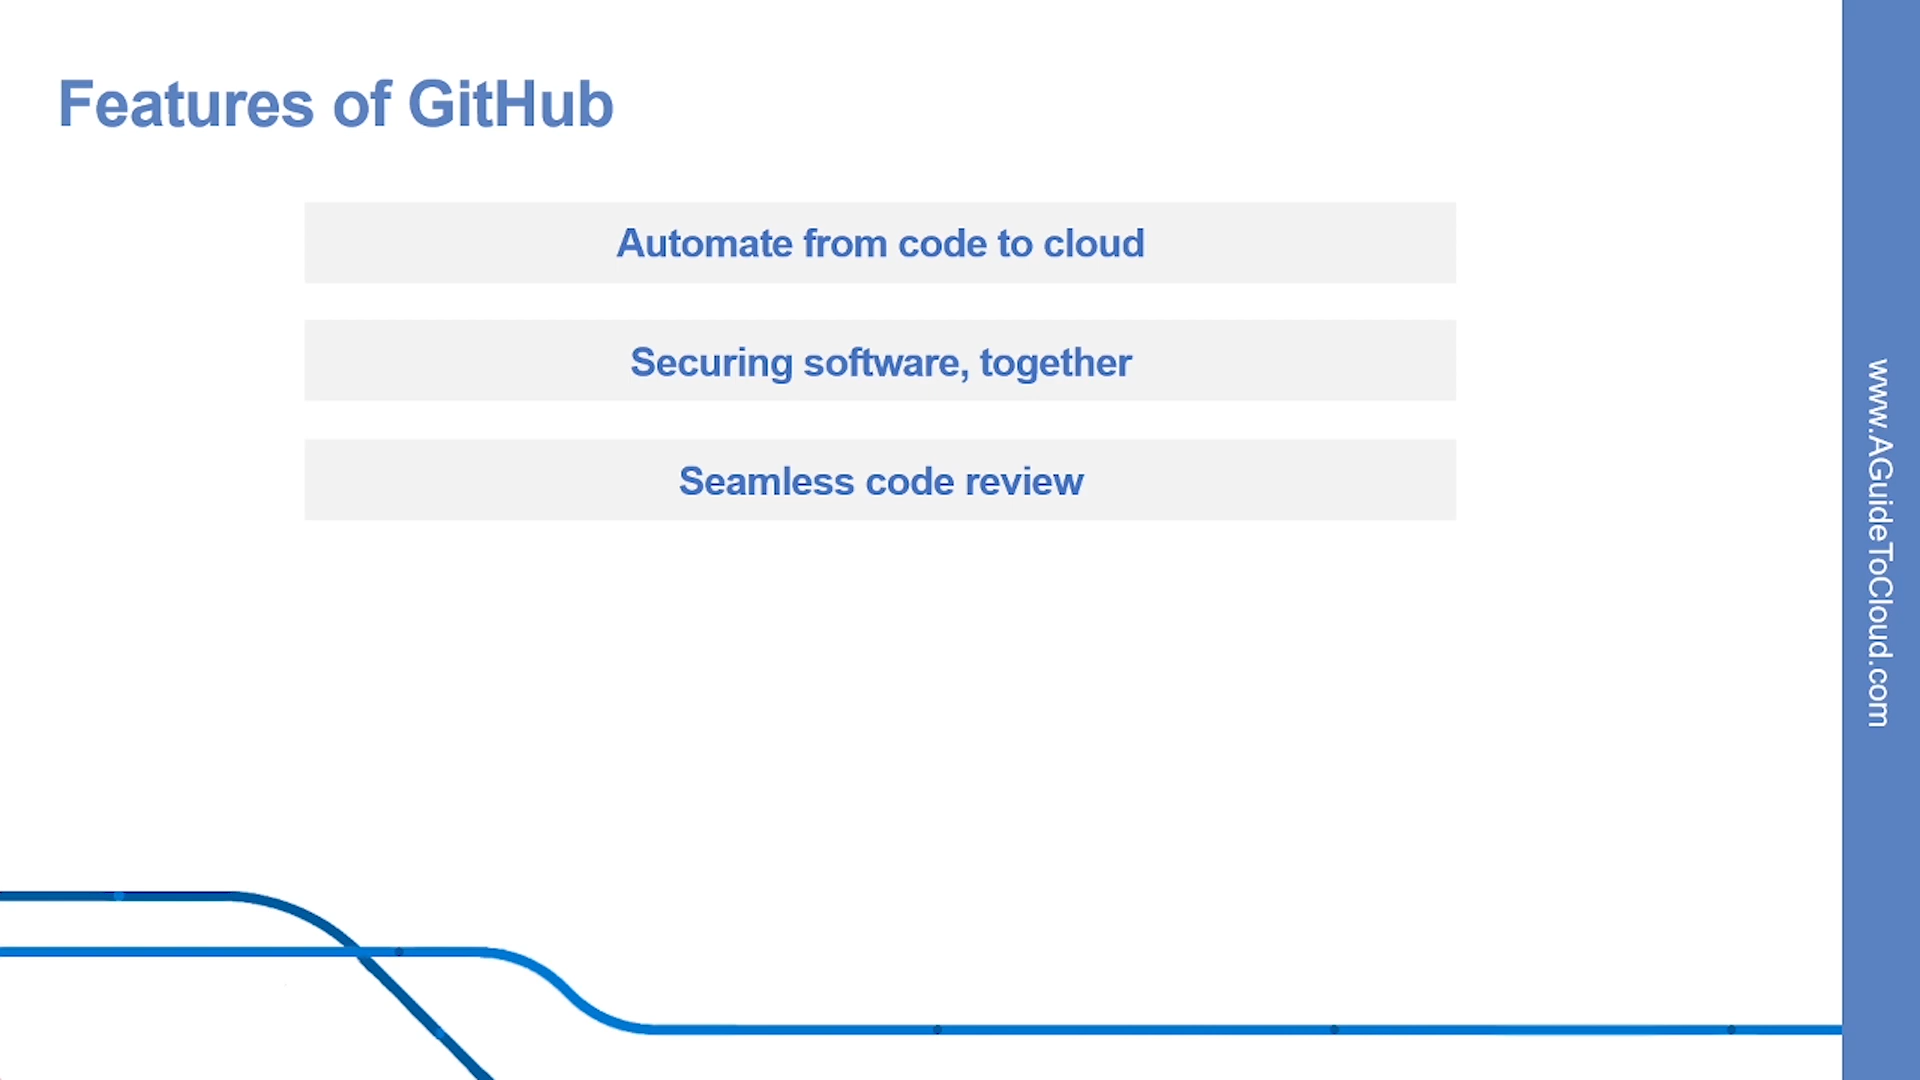 Features of GitHub
Automate from code to cloud
Securing software, together
Seamless code review
www.AGuideToCloud.com